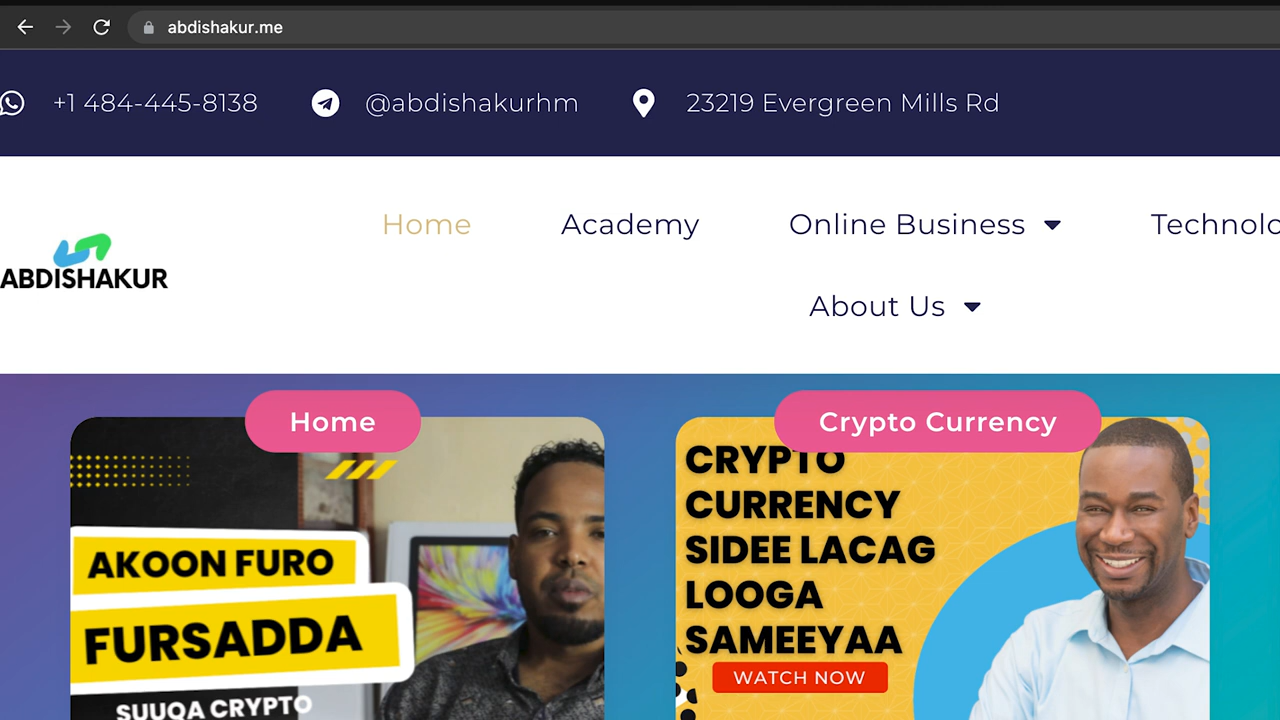 abdishakur.me
+1 484-445-8138 @abdishakurhm 23219 Evergreen Mills Rd
Home Academy Online Business Technolo
ABDISHAKUR
About Us
Home Crypto Currency
AKOON FURO
FURSADDA
SUUQA CRYPTO
CRYPTO
CURRENCY
SIDEE LACAG
LOOGA
SAMEEYAA
WATCH NOW